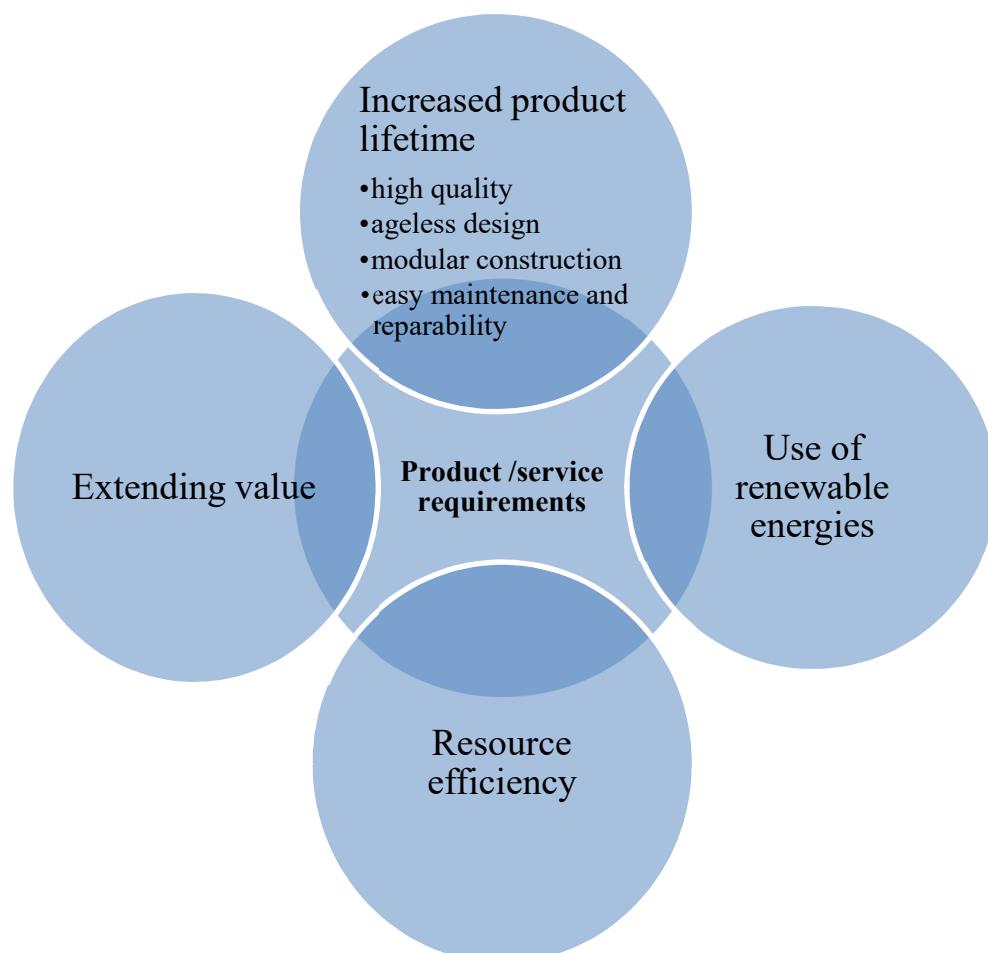 Increased product
lifetime
•high quality
•ageless design
•modular construction
•easy maintenance and
reparability
Extending value
Product /service
requirements
Use of
renewable
energies
Resource
efficiency